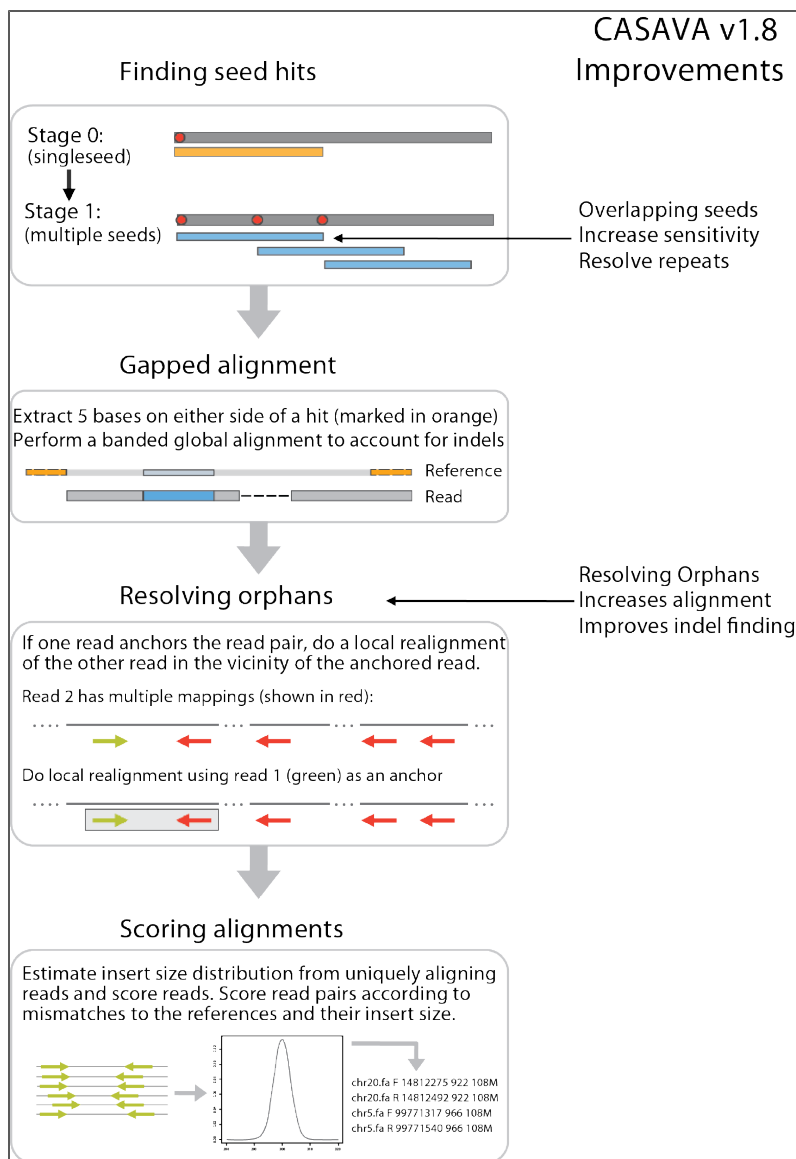 CASAVA v1.8
Improvements
Finding seed hits
Stage 0:
(singleseed)
Stage 1:
(multiple seeds)
Overlapping seeds
Increase sensitivity
Resolve repeats
Gapped alignment
Extract 5 bases on either side of a hit (marked in orange)
Perform a banded global alignment to account for indels
Reference
Read
Resolving orphans
Resolving Orphans
Increases alignment
Improves indel finding
If one read anchors the read pair, do a local realignment
of the other read in the vicinity of the anchored read.
Read 2 has multiple mappings (shown in red):
Do local realignment using read 1 (green) as an anchor
Scoring alignments
Estimate insert size distribution from uniquely aligning
reads and score reads. Score read pairs according to
mismatches to the references and their insert size.
chr20.fa F 14812275 922 108M
chr20.fa R 14812492 922 108M
chr5.fa F 99771317 966 108M
chr5.fa R 99771540 966 108M